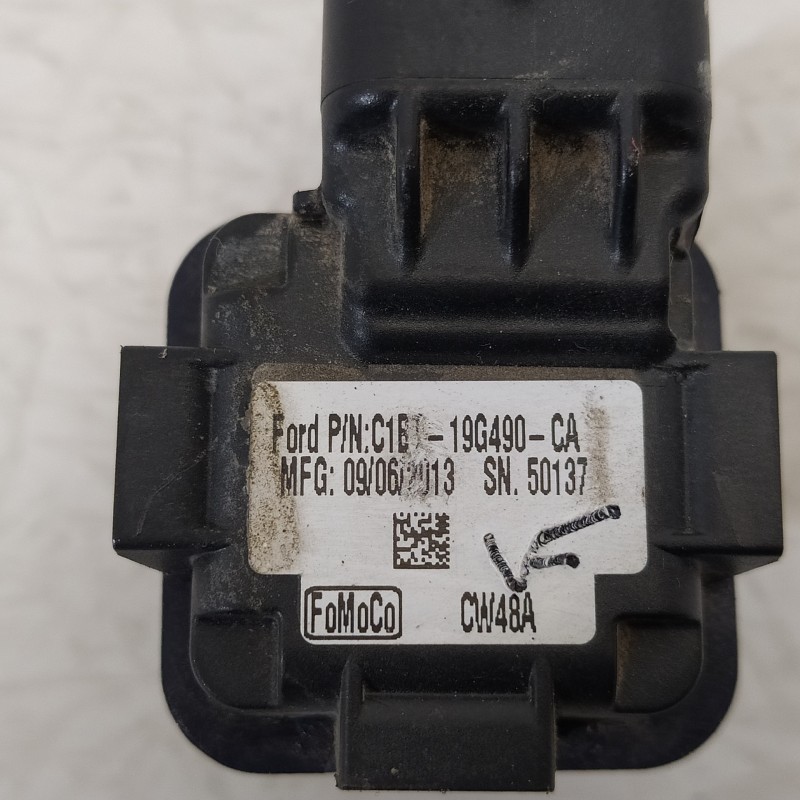 Ford P/N: -19G490-CA
MFG: 09/06/2013 SN. 50137
FoMoCo CW48A